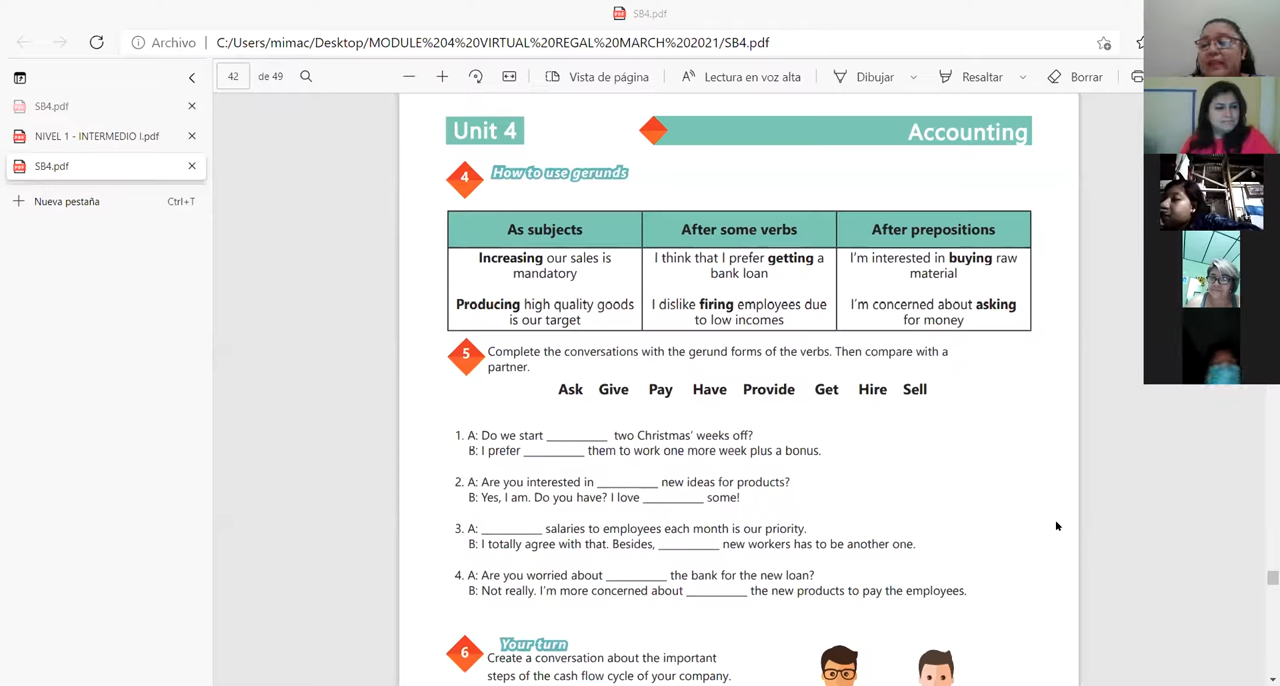 SB4.pdf
Archivo C:/Users/mimac/Desktop/MODULE%204%20VIRTUAL%20REGAL%20MARCH%202021/SB4.pdf
42 de 49 Vista de página Lectura en voz alta Dibujar Resaltar Borrar
SB4.pdf
NIVEL 1 - INTERMEDIO I.pdf
SB4.pdf
Nueva pestaña Ctrl+T
Unit 4 Accounting
4 How to use gerunds
As subjects After some verbs After prepositions
Increasing our sales is I think that I prefer getting a I'm interested in buying raw
mandatory bank loan material
Producing high quality goods I dislike firing employees due I'm concerned about asking
is our target to low incomes for money
5 Complete the conversations with the gerund forms of the verbs. Then compare with a
partner.
Ask Give Pay Have Provide Get Hire Sell
1. A: Do we start __________ two Christmas' weeks off?
B: I prefer __________ them to work one more week plus a bonus.
2. A: Are you interested in __________ new ideas for products?
B: Yes, I am. Do you have? I love __________ some!
3. A: __________ salaries to employees each month is our priority.
B: I totally agree with that. Besides, __________ new workers has to be another one.
4. A: Are you worried about __________ the bank for the new loan?
B: Not really. I'm more concerned about __________ the new products to pay the employees.
6 Your turn
Create a conversation about the important
steps of the cash flow cycle of your company.